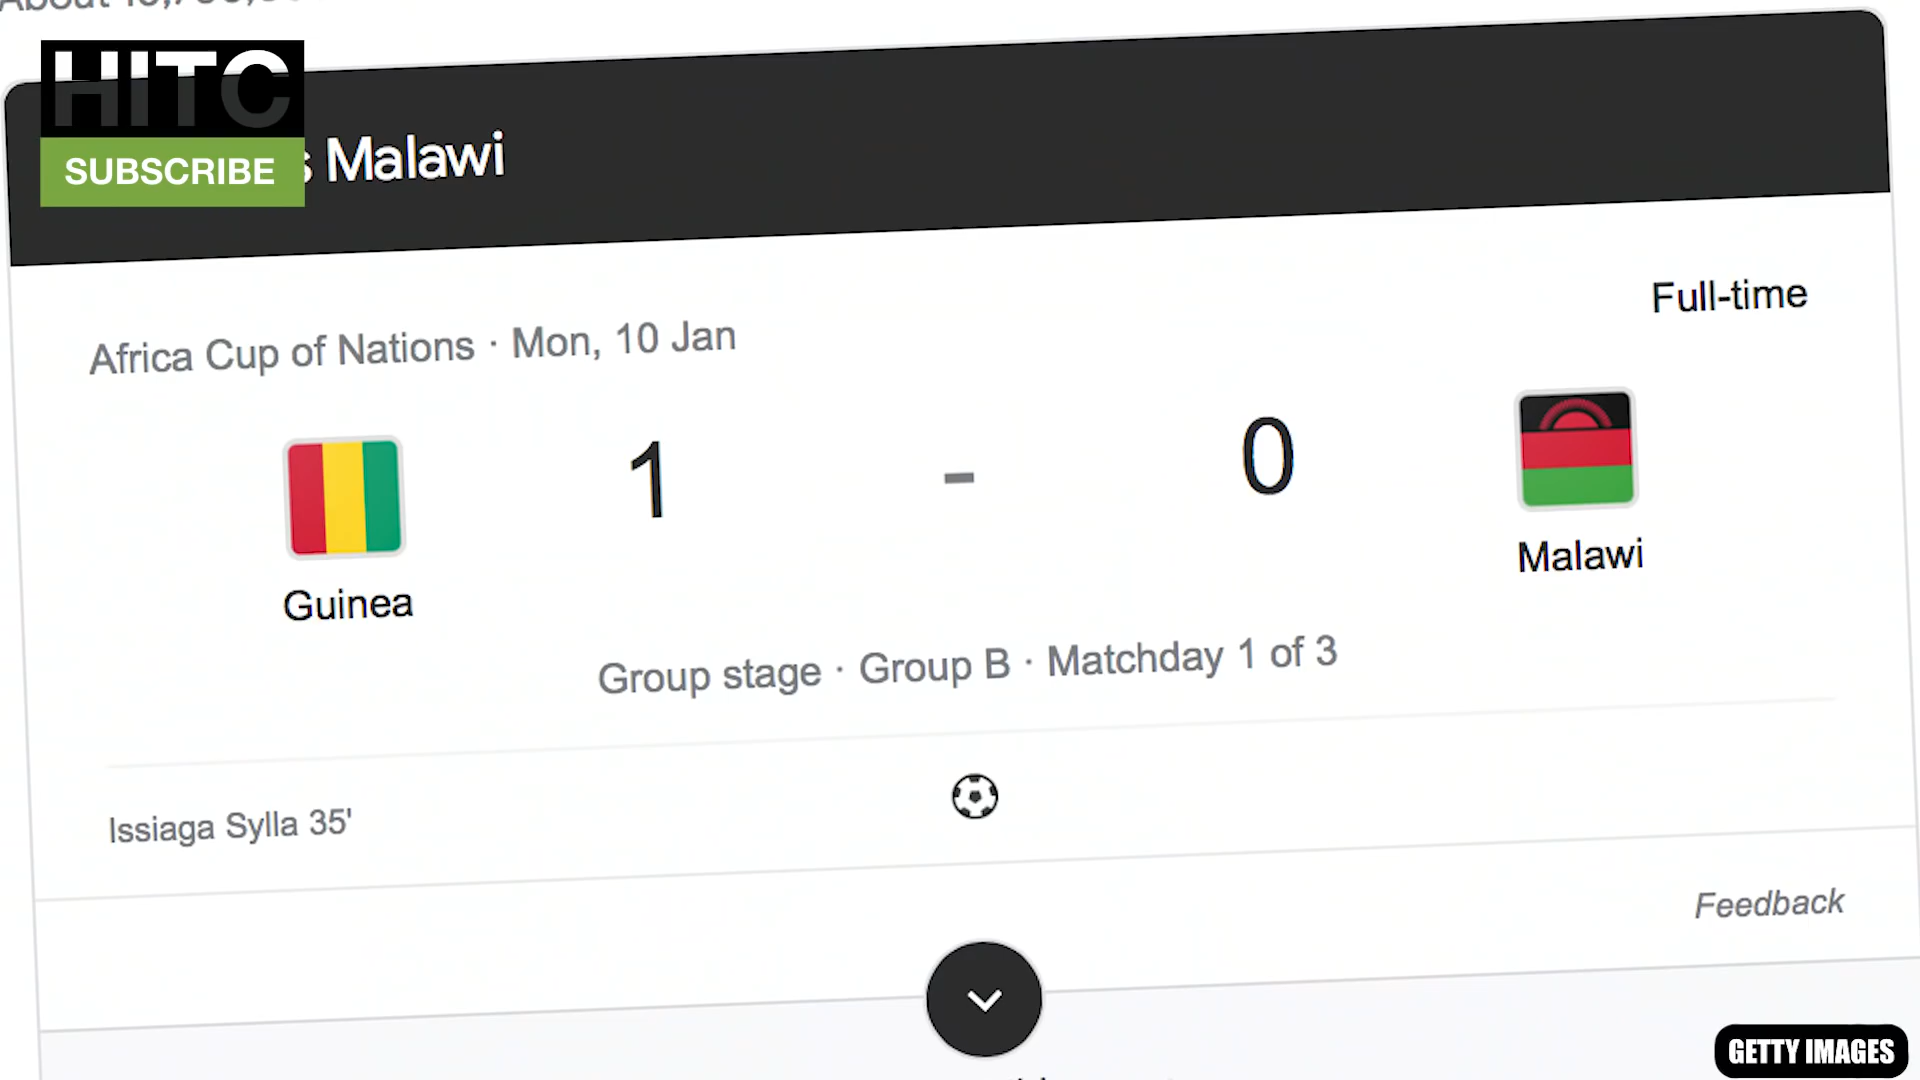 HITC
SUBSCRIBE
Malawi
Full-time
Africa Cup of Nations · Mon, 10 Jan
1 - 0
Guinea
Malawi
Group stage · Group B · Matchday 1 of 3
Issiaga Sylla 35'
Feedback
GETTY IMAGES